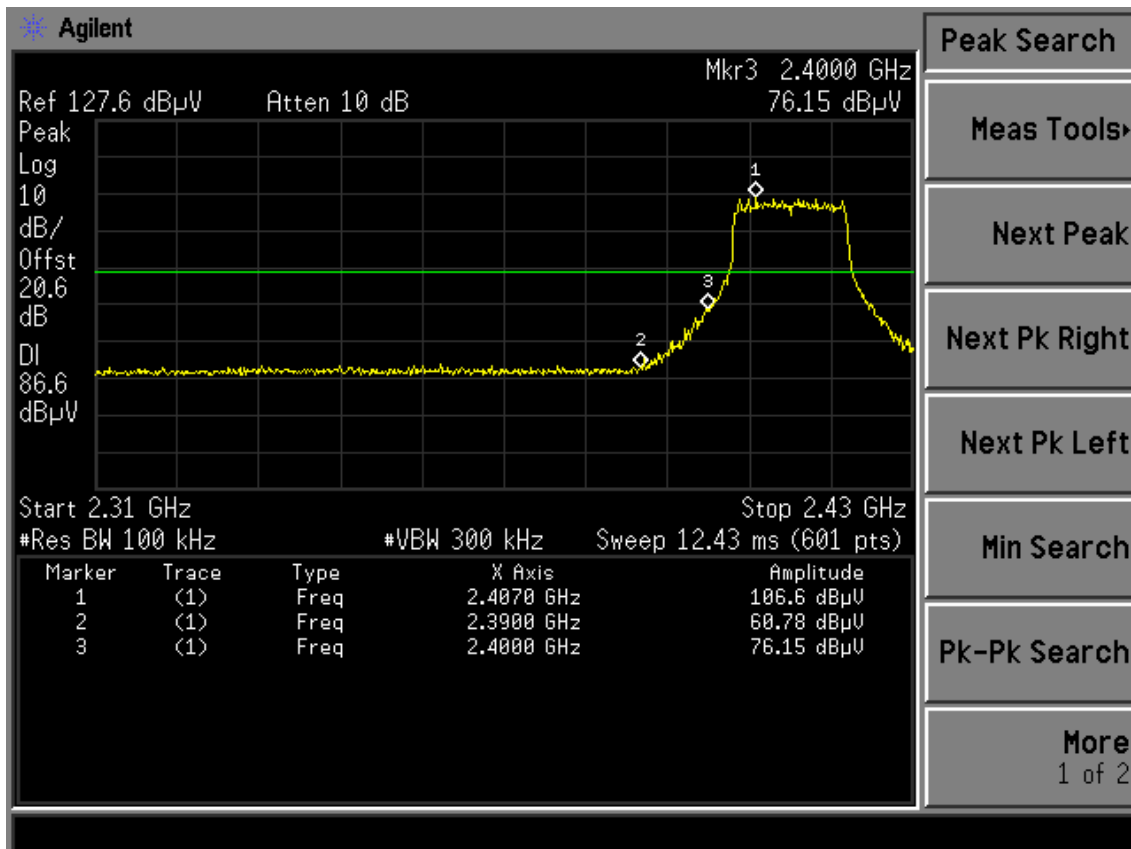 Agilent
Peak Search
Mkr3 2.4000 GHz
Ref 127.6 dBµV Atten 10 dB 76.15 dBµV
Peak
Log
10
dB/
Offst
20.6
dB
DI
86.6
dBµV
1
2
3
Start 2.31 GHz Stop 2.43 GHz
#Res BW 100 kHz #VBW 300 kHz Sweep 12.43 ms (601 pts)
Marker Trace Type X Axis Amplitude
1 (1) Freq 2.4070 GHz 106.6 dBµV
2 (1) Freq 2.3900 GHz 60.78 dBµV
3 (1) Freq 2.4000 GHz 76.15 dBµV
Meas Tools▸
Next Peak
Next Pk Right
Next Pk Left
Min Search
Pk-Pk Search
More
1 of 2